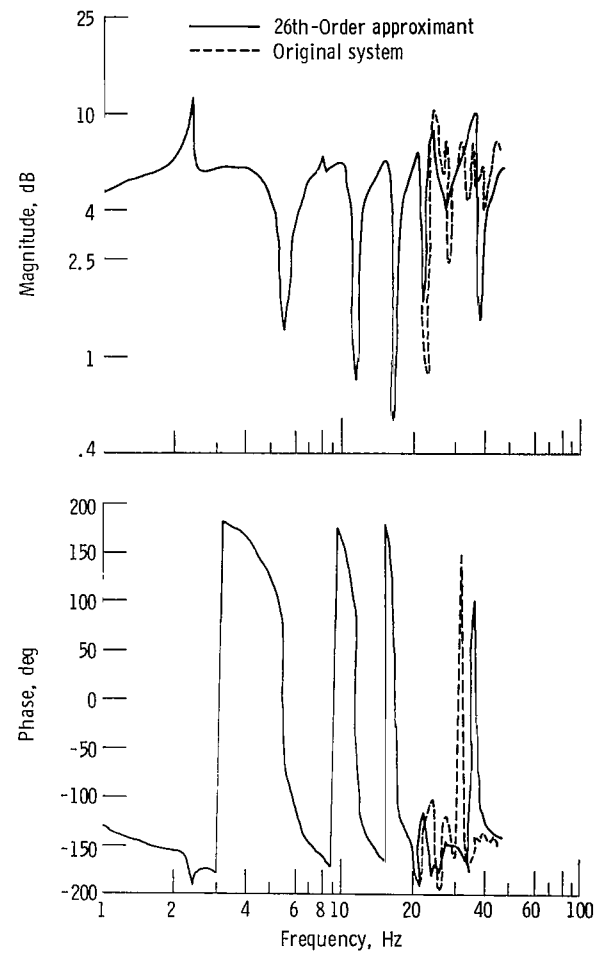 26th-Order approximant
Original system
25
10
4
2.5
1
.4
Magnitude, dB
200
150
100
50
0
-50
-100
-150
-200
Phase, deg
1 2 4 6 8 10 20 40 60 100
Frequency, Hz